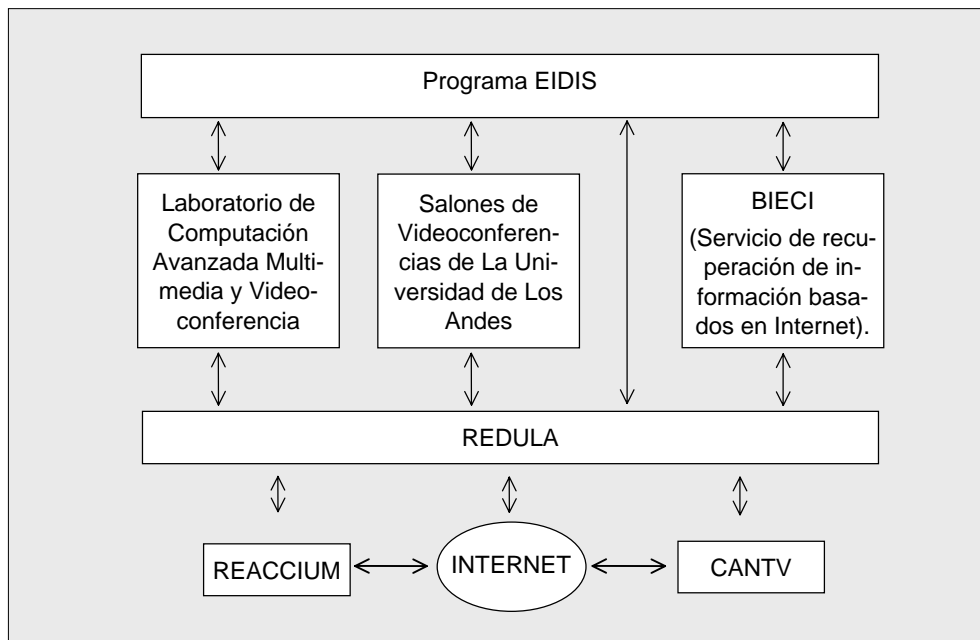 Programa EIDIS
Laboratorio de
Computación
Avanzada Multi-
media y Video-
conferencia
Salones de
Videoconferen-
cias de La Uni-
versidad de Los
Andes
BIECI
(Servicio de recu-
peración de in-
formación basa-
dos en Internet).
REDULA
REACCIUM
INTERNET
CANTV